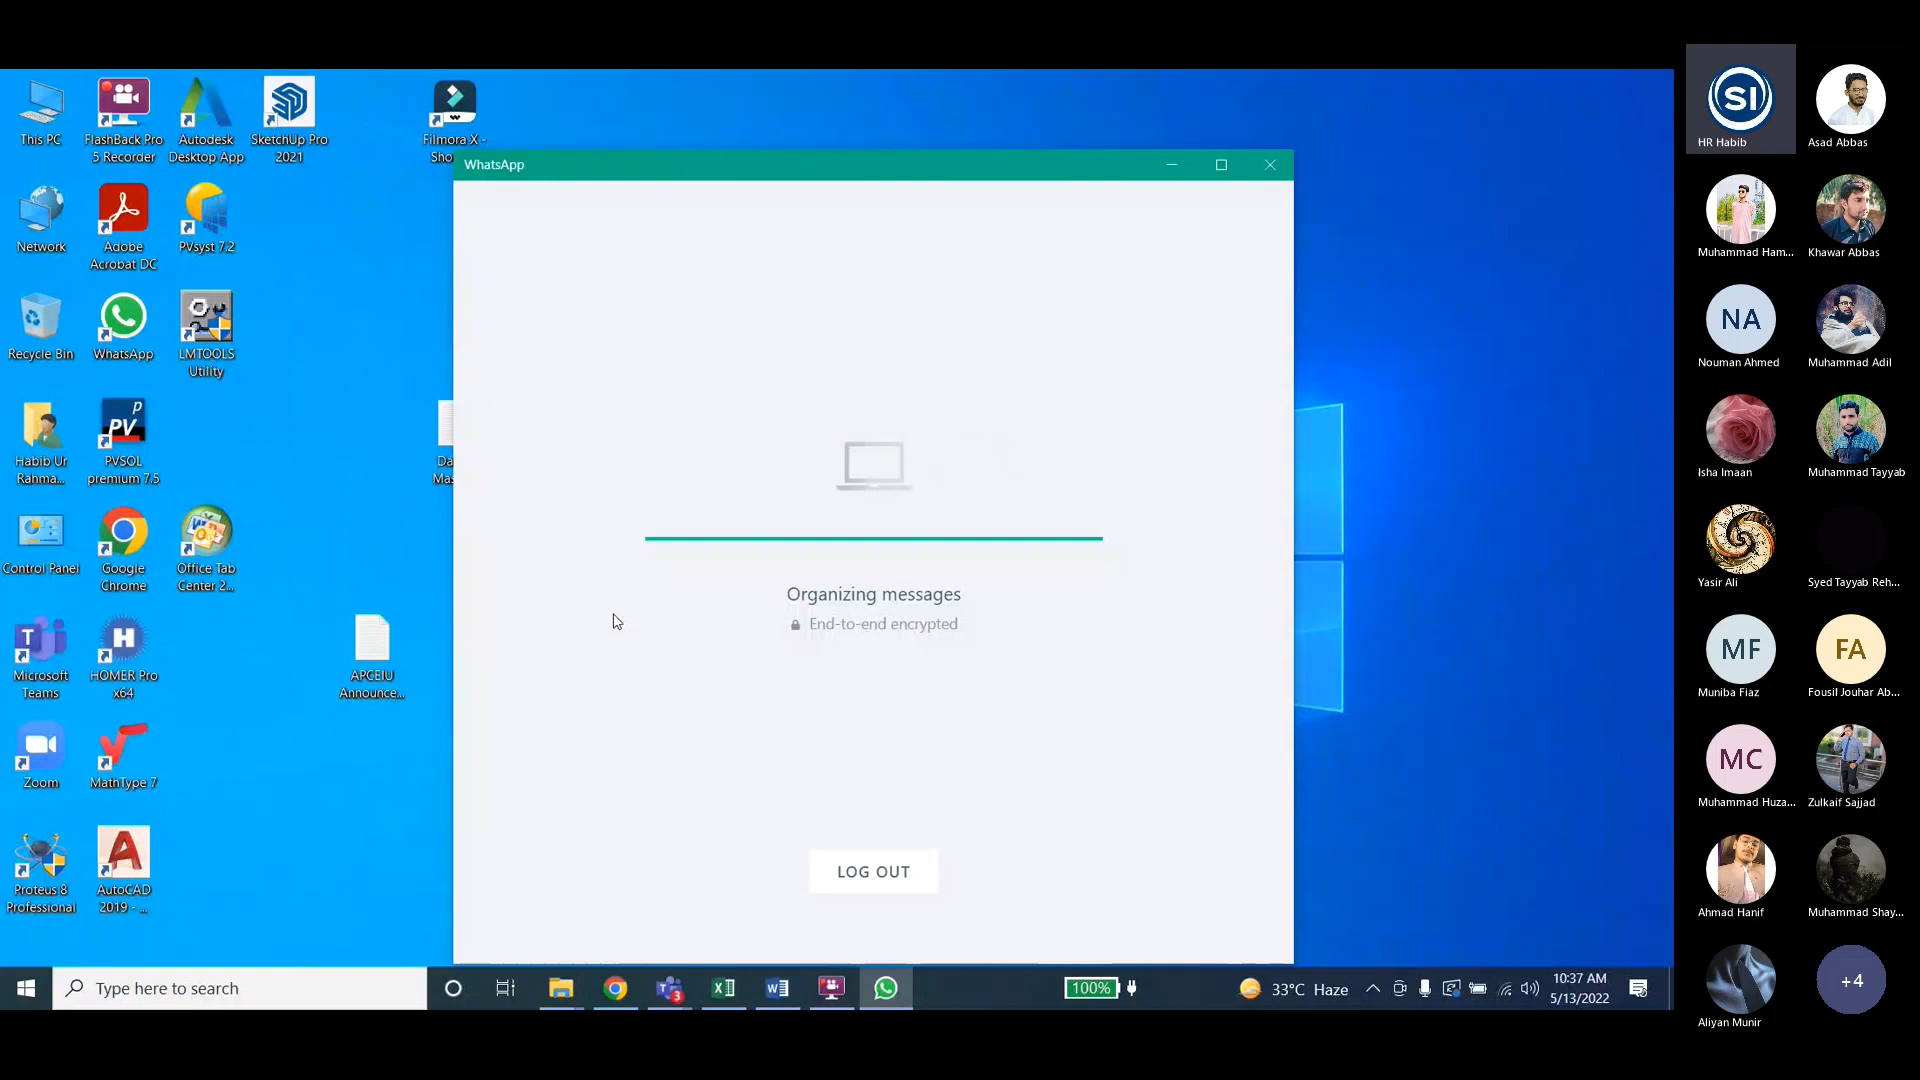 This PC
FlashBack Pro
5 Recorder
Autodesk
Desktop App
SketchUp Pro
2021
Filmora X -
Sho
Network
Adobe
Acrobat DC
PVsyst 7.2
Recycle Bin
WhatsApp
LMTOOLS
Utility
Habib Ur
Rahma...
p
PV
PVSOL
premium 7.5
Da
Mas
Control Panel
Google
Chrome
Office Tab
Center 2...
T
Microsoft
Teams
H
HOMER Pro
x64
APCEIU
Announce...
Zoom
MathType 7
Proteus 8
Professional
A
AutoCAD
2019 - ...
WhatsApp
Organizing messages
End-to-end encrypted
LOG OUT
Type here to search
3
100%
33°C Haze
10:37 AM
5/13/2022
SI
HR Habib
Asad Abbas
Muhammad Ham...
Khawar Abbas
NA
Nouman Ahmed
Muhammad Adil
Isha Imaan
Muhammad Tayyab
Yasir Ali
Syed Tayyab Reh...
MF
Muniba Fiaz
FA
Fousil Jouhar Ab...
MC
Muhammad Huza...
Zulkaif Sajjad
Ahmad Hanif
Muhammad Shay...
Aliyan Munir
+4